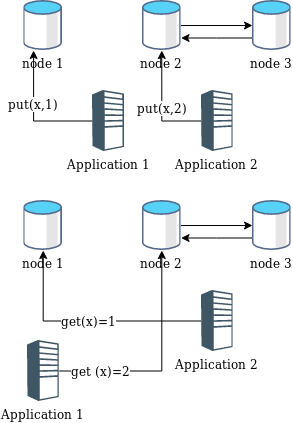 node 1
node 2
node 3
put(x,1)
put(x,2)
Application 1
Application 2
node 1
node 2
node 3
get(x)=1
Application 2
get (x)=2
Application 1